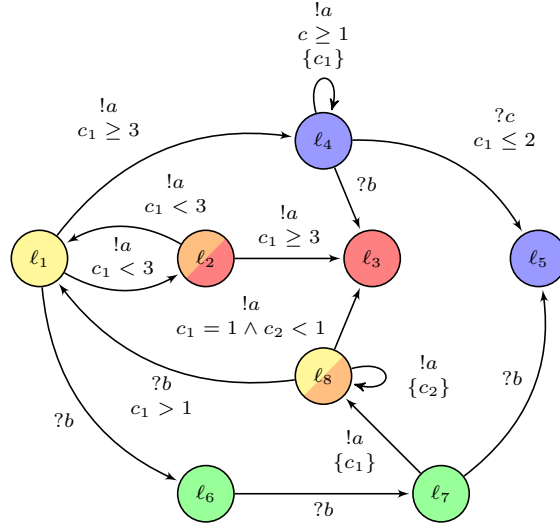 !a
c ≥ 1
{c₁}
ℓ₄
!a
c₁ ≥ 3
?c
c₁ ≤ 2
!a
c₁ < 3
?b
!a
c₁ < 3
!a
c₁ ≥ 3
ℓ₁
ℓ₂
ℓ₃
ℓ₅
!a
c₁ = 1 ∧ c₂ < 1
?b
c₁ > 1
ℓ₈
!a
{c₂}
?b
?b
!a
{c₁}
ℓ₆
?b
ℓ₇